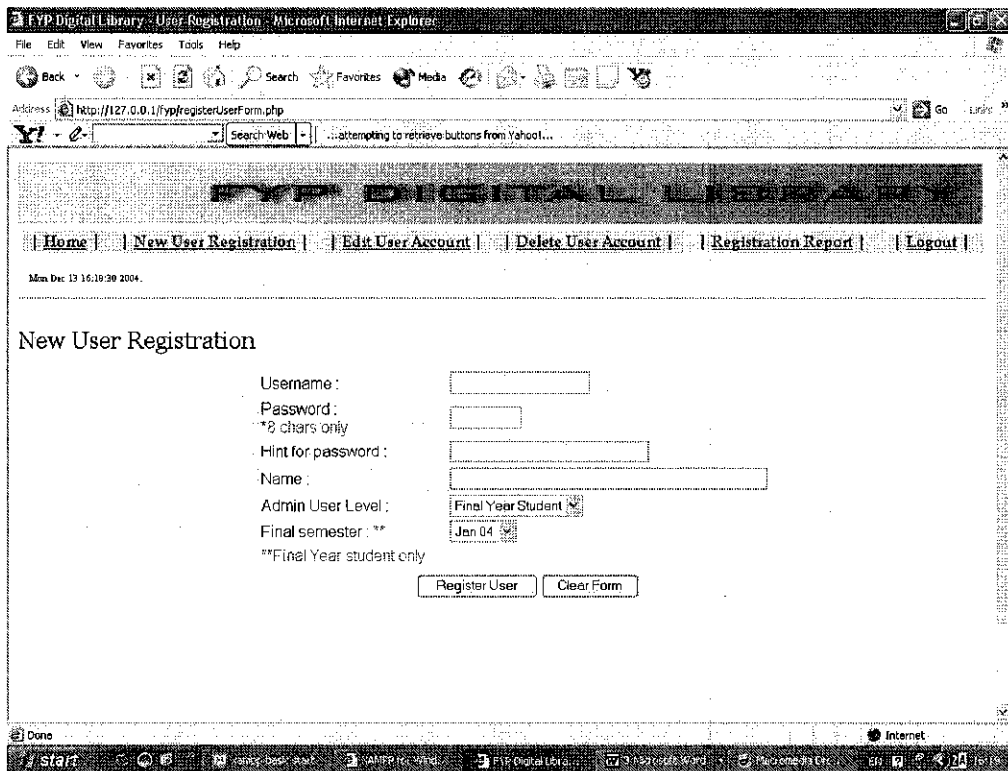 FYP Digital Library - User Registration - Microsoft Internet Explorer
File Edit View Favorites Tools Help
Back Search Favorites Media
Address http://127.0.0.1/fyp/registerUserForm.php Go Links »
Y! Search Web ...attempting to retrieve buttons from Yahoo!...
FYP DIGITAL LIBRARY
| Home | | New User Registration | | Edit User Account | | Delete User Account | | Registration Report | | Logout |
Mon Dec 13 16:18:30 2004.
New User Registration
Username :
Password :
*8 chars only
Hint for password :
Name :
Admin User Level : Final Year Student
Final semester : ** Jan 04
**Final Year student only
Register User Clear Form
Done Internet
start FYP Digital Libra... 3 Microsoft Word EN